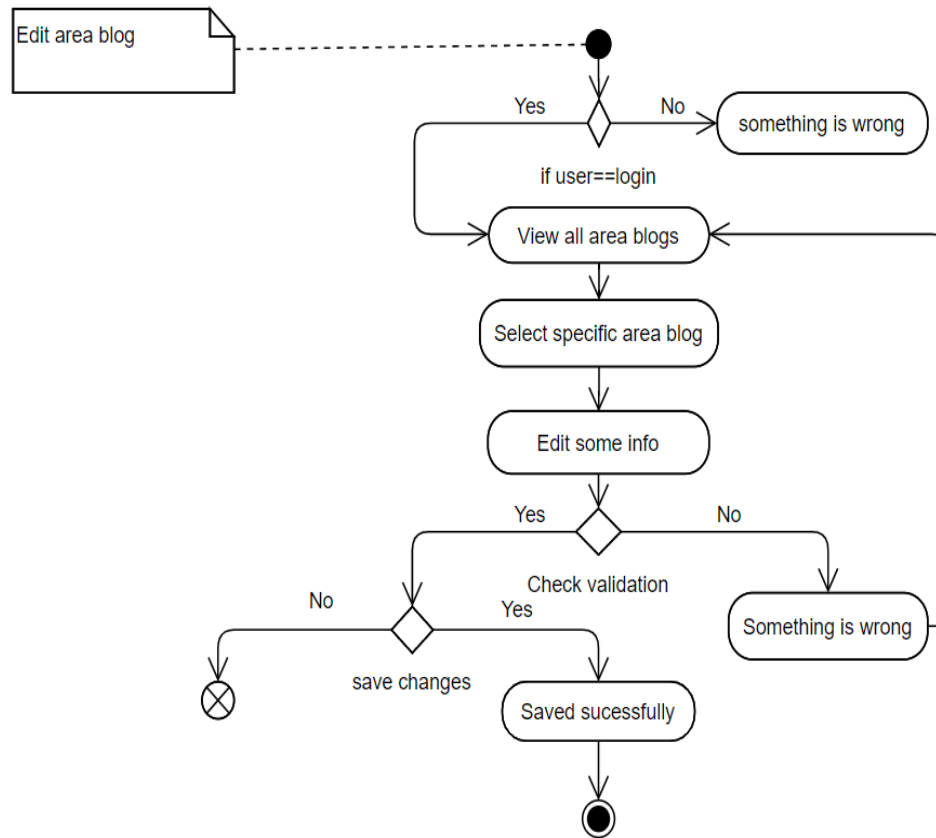 Edit area blog
Yes
No
something is wrong
if user==login
View all area blogs
Select specific area blog
Edit some info
Yes
No
Check validation
No
Yes
Something is wrong
save changes
Saved sucessfully